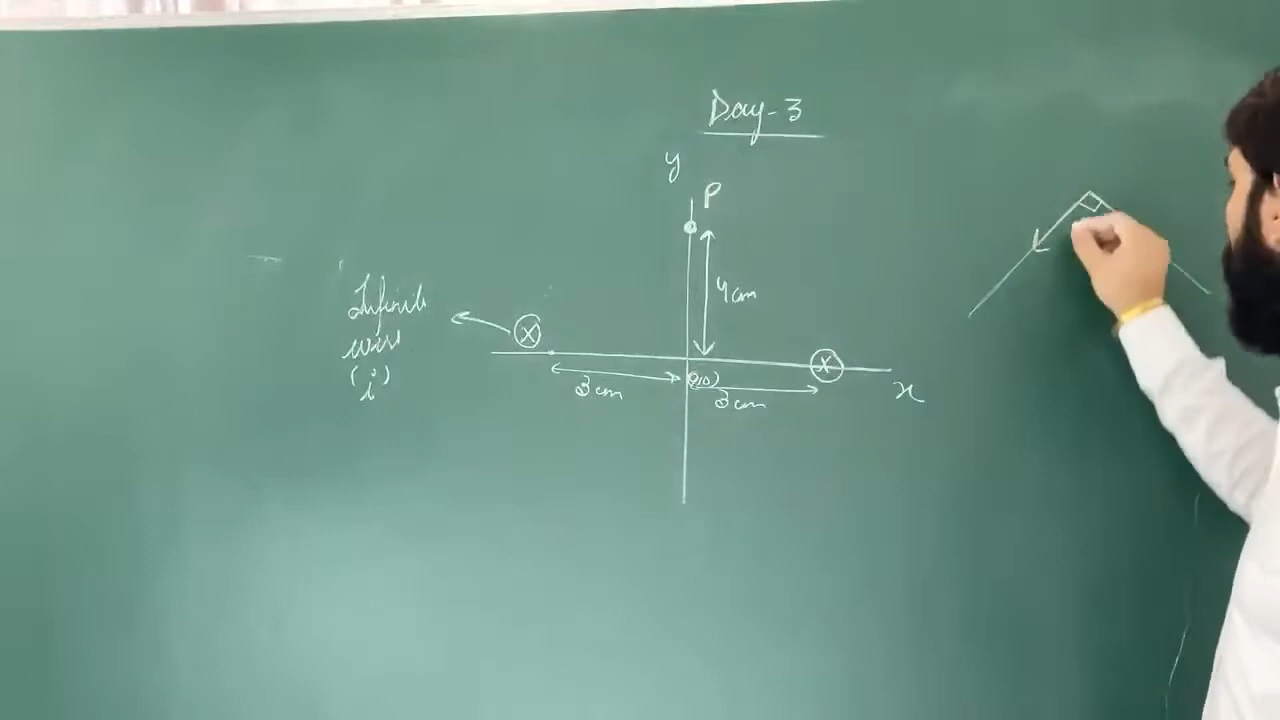 Day-3
y
P
4cm
Infinite
wire
(i)
X
X
3cm
(0,0)
3cm
x